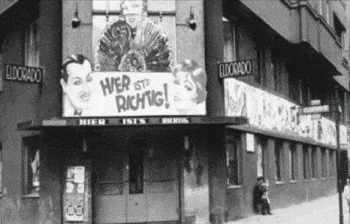 ELDORADO
HIER IST'S
RICHTIG!
ELDORADO
HIER IST'S RICHTIG